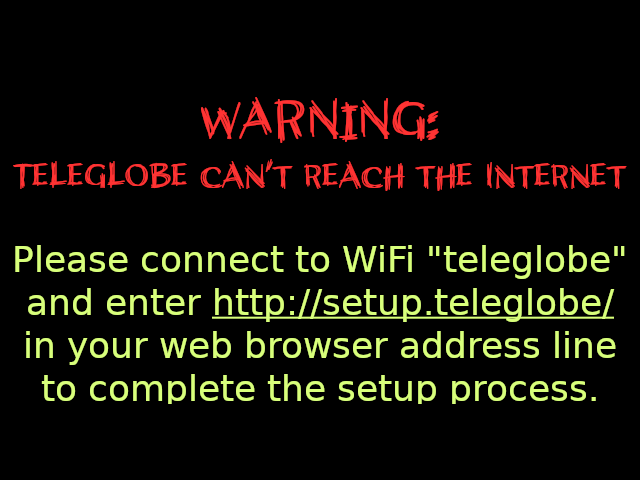 WARNING:
TELEGLOBE CAN'T REACH THE INTERNET
Please connect to WiFi "teleglobe"
and enter http://setup.teleglobe/
in your web browser address line
to complete the setup process.